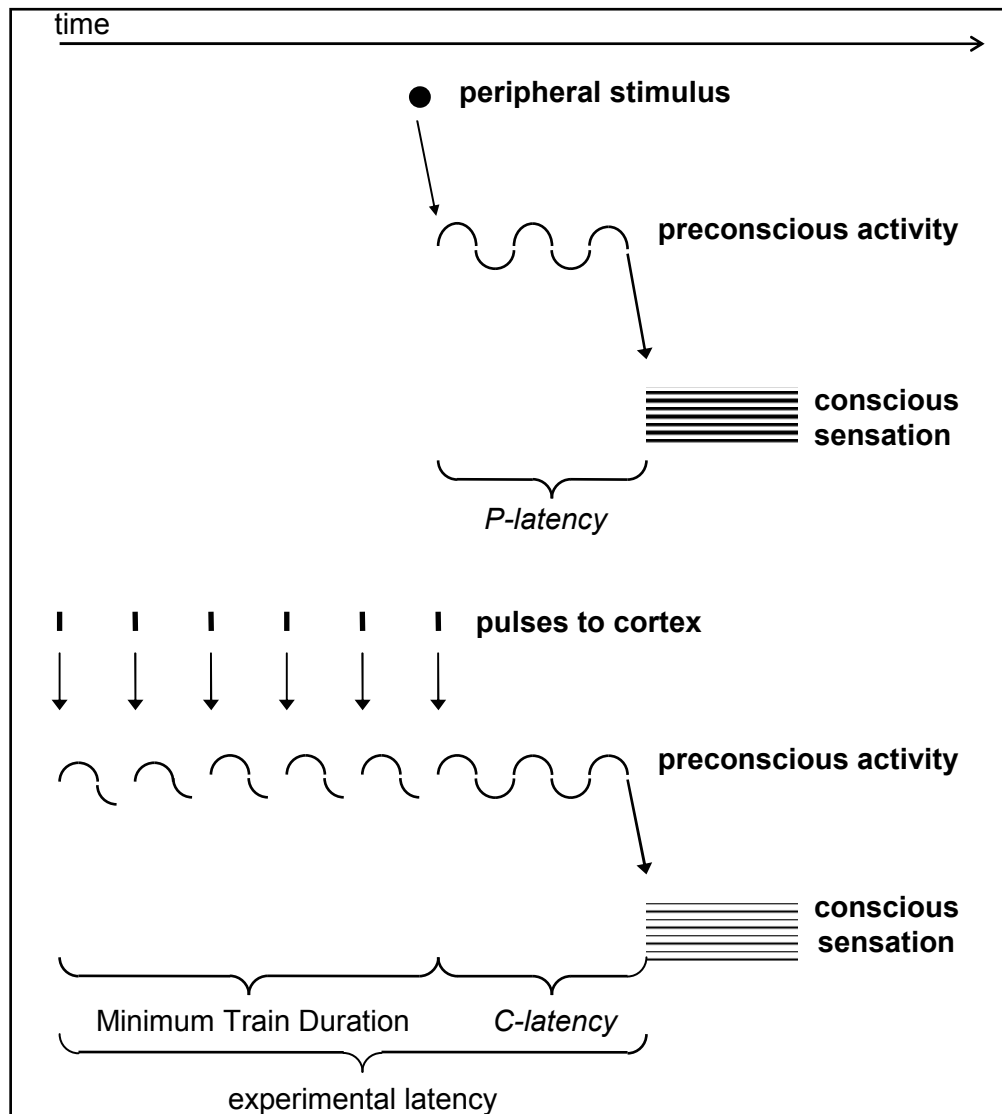 time
peripheral stimulus
preconscious activity
conscious
sensation
P-latency
pulses to cortex
preconscious activity
conscious
sensation
Minimum Train Duration
C-latency
experimental latency